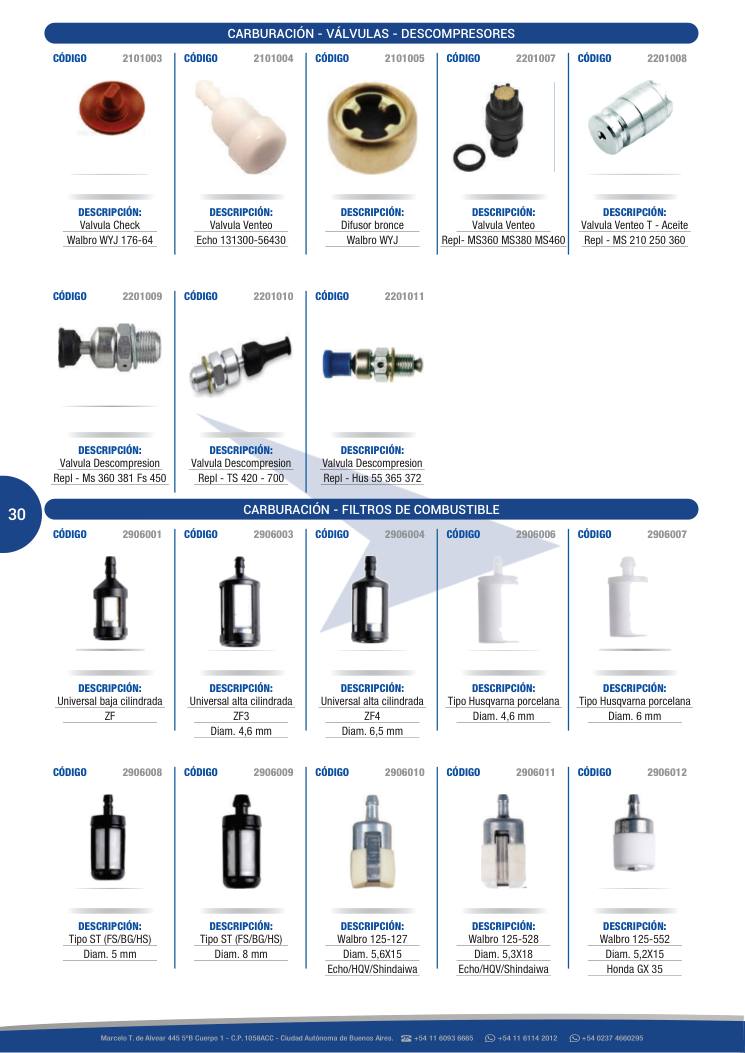 CARBURACIÓN - VÁLVULAS - DESCOMPRESORES
CÓDIGO 2101003
DESCRIPCIÓN:
Valvula Check
Walbro WYJ 176-64
CÓDIGO 2101004
DESCRIPCIÓN:
Valvula Venteo
Echo 131300-56430
CÓDIGO 2101005
DESCRIPCIÓN:
Difusor bronce
Walbro WYJ
CÓDIGO 2201007
DESCRIPCIÓN:
Valvula Venteo
Repl- MS360 MS380 MS460
CÓDIGO 2201008
DESCRIPCIÓN:
Valvula Venteo T - Aceite
Repl - MS 210 250 360
CÓDIGO 2201009
DESCRIPCIÓN:
Valvula Descompresion
Repl - Ms 360 381 Fs 450
CÓDIGO 2201010
DESCRIPCIÓN:
Valvula Descompresion
Repl - TS 420 - 700
CÓDIGO 2201011
DESCRIPCIÓN:
Valvula Descompresion
Repl - Hus 55 365 372
30
CARBURACIÓN - FILTROS DE COMBUSTIBLE
CÓDIGO 2906001
DESCRIPCIÓN:
Universal baja cilindrada
ZF
CÓDIGO 2906003
DESCRIPCIÓN:
Universal alta cilindrada
ZF3
Diam. 4,6 mm
CÓDIGO 2906004
DESCRIPCIÓN:
Universal alta cilindrada
ZF4
Diam. 6,5 mm
CÓDIGO 2906006
DESCRIPCIÓN:
Tipo Husqvarna porcelana
Diam. 4,6 mm
CÓDIGO 2906007
DESCRIPCIÓN:
Tipo Husqvarna porcelana
Diam. 6 mm
CÓDIGO 2906008
DESCRIPCIÓN:
Tipo ST (FS/BG/HS)
Diam. 5 mm
CÓDIGO 2906009
DESCRIPCIÓN:
Tipo ST (FS/BG/HS)
Diam. 8 mm
CÓDIGO 2906010
DESCRIPCIÓN:
Walbro 125-127
Diam. 5,6X15
Echo/HQV/Shindaiwa
CÓDIGO 2906011
DESCRIPCIÓN:
Walbro 125-528
Diam. 5,3X18
Echo/HQV/Shindaiwa
CÓDIGO 2906012
DESCRIPCIÓN:
Walbro 125-552
Diam. 5,2X15
Honda GX 35
Marcelo T. de Alvear 445 5ºB Cuerpo 1 - C.P. 1058ACC - Ciudad Autónoma de Buenos Aires. +54 11 6093 6665 +54 11 6114 2012 +54 0237 4660295